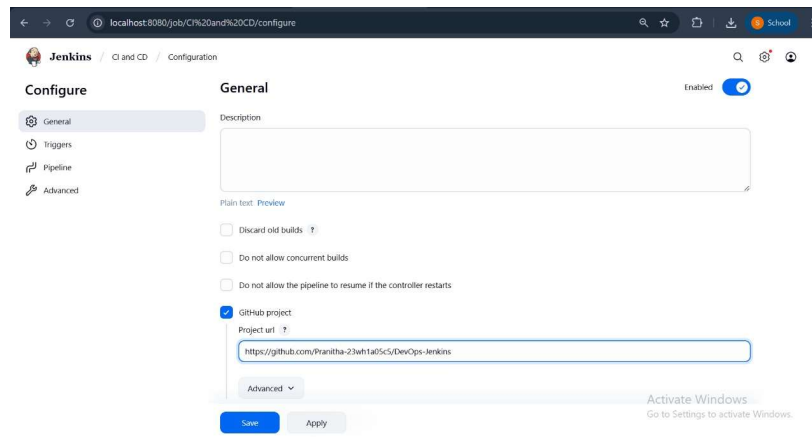 localhost:8080/job/CI%20and%20CD/configure
S School
Jenkins / CI and CD / Configuration
Configure
General
Enabled
General
Triggers
Pipeline
Advanced
Description
Plain text Preview
Discard old builds ?
Do not allow concurrent builds
Do not allow the pipeline to resume if the controller restarts
GitHub project
Project url ?
https://github.com/Pranitha-23wh1a05c5/DevOps-Jenkins
Advanced
Save
Apply
Activate Windows
Go to Settings to activate Windows.